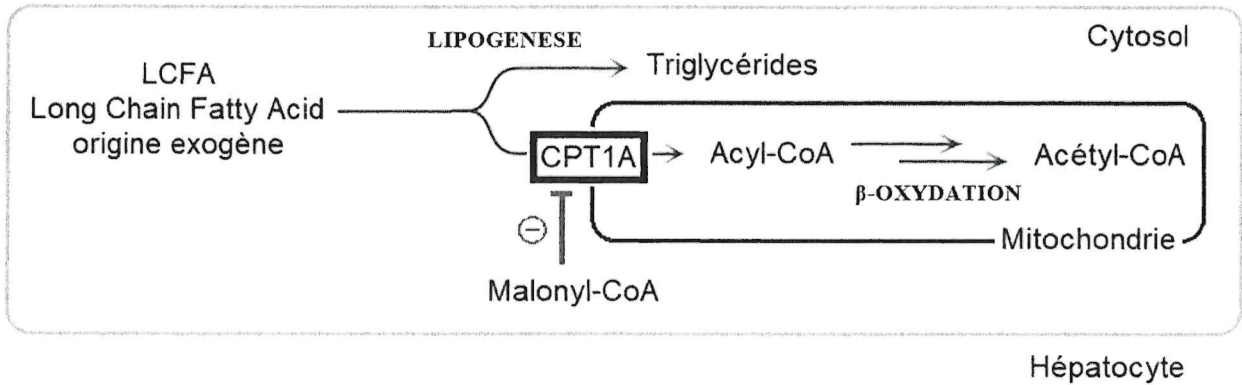 Cytosol
LIPOGENESE
LCFA
Long Chain Fatty Acid
origine exogène
Triglycérides
CPT1A
Acyl-CoA
Acétyl-CoA
β-OXYDATION
Mitochondrie
Malonyl-CoA
Hépatocyte